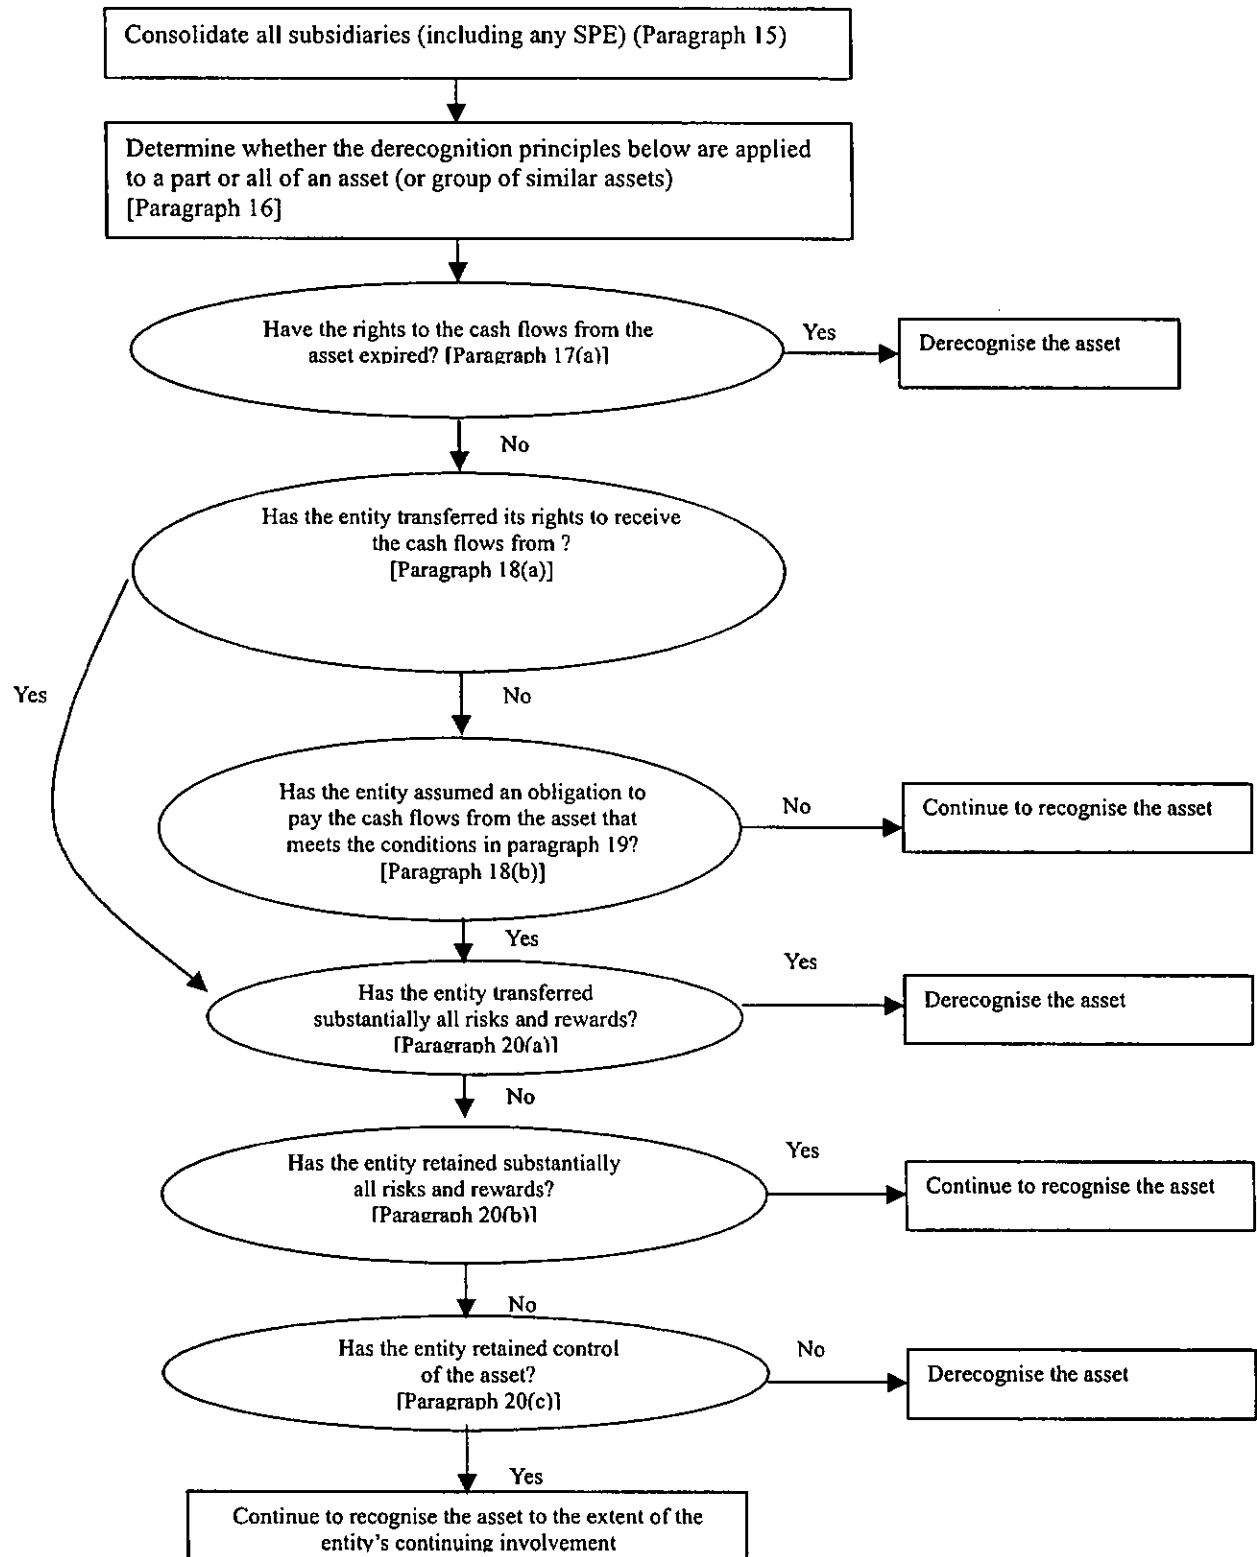 Consolidate all subsidiaries (including any SPE) (Paragraph 15)
Determine whether the derecognition principles below are applied
to a part or all of an asset (or group of similar assets)
[Paragraph 16]
Have the rights to the cash flows from the
asset expired? [Paragraph 17(a)]
Yes
Derecognise the asset
No
Has the entity transferred its rights to receive
the cash flows from ?
[Paragraph 18(a)]
Yes
No
Has the entity assumed an obligation to
pay the cash flows from the asset that
meets the conditions in paragraph 19?
[Paragraph 18(b)]
No
Continue to recognise the asset
Yes
Has the entity transferred
substantially all risks and rewards?
[Paragraph 20(a)]
Yes
Derecognise the asset
No
Has the entity retained substantially
all risks and rewards?
[Paragraph 20(b)]
Yes
Continue to recognise the asset
No
Has the entity retained control
of the asset?
[Paragraph 20(c)]
No
Derecognise the asset
Yes
Continue to recognise the asset to the extent of the
entity's continuing involvement